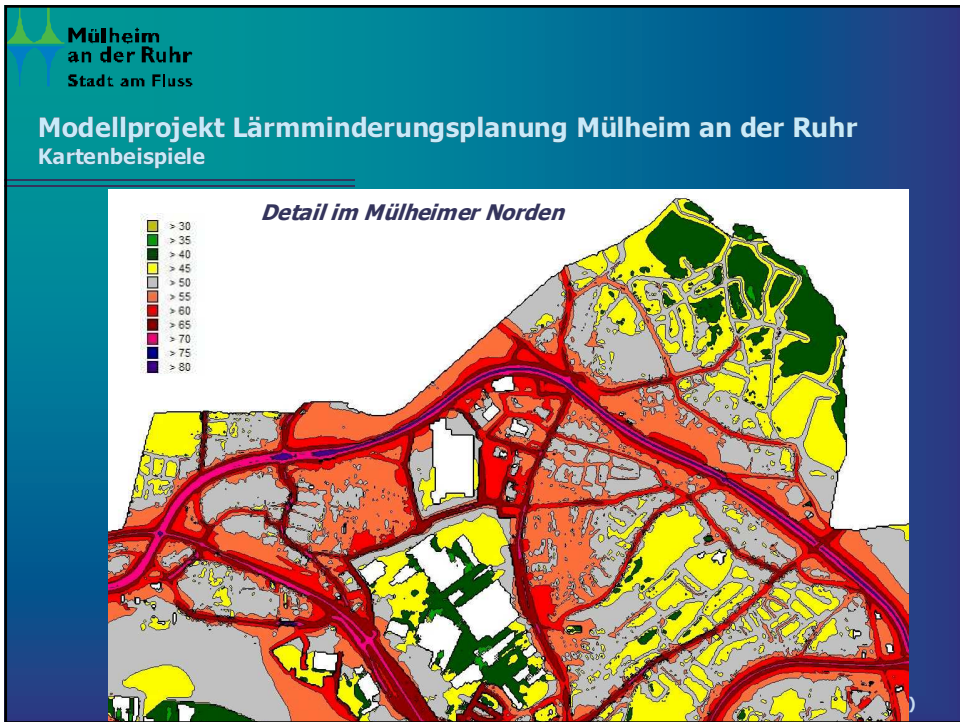 Mülheim
an der Ruhr
Stadt am Fluss
Modellprojekt Lärmminderungsplanung Mülheim an der Ruhr
Kartenbeispiele
Detail im Mülheimer Norden
> 30
> 35
> 40
> 45
> 50
> 55
> 60
> 65
> 70
> 75
> 80